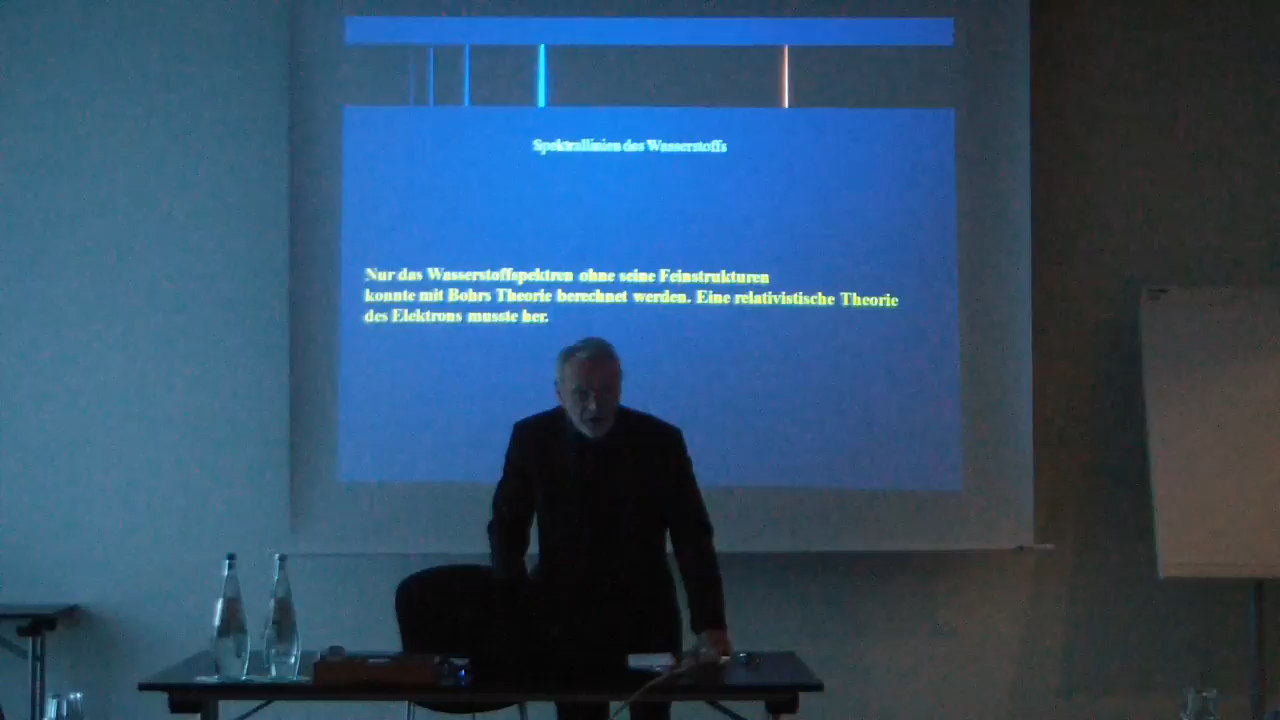 Spektrallinien des Wasserstoffs
Nur das Wasserstoffspektren ohne seine Feinstrukturen
konnte mit Bohrs Theorie berechnet werden. Eine relativistische Theorie
des Elektrons musste her.